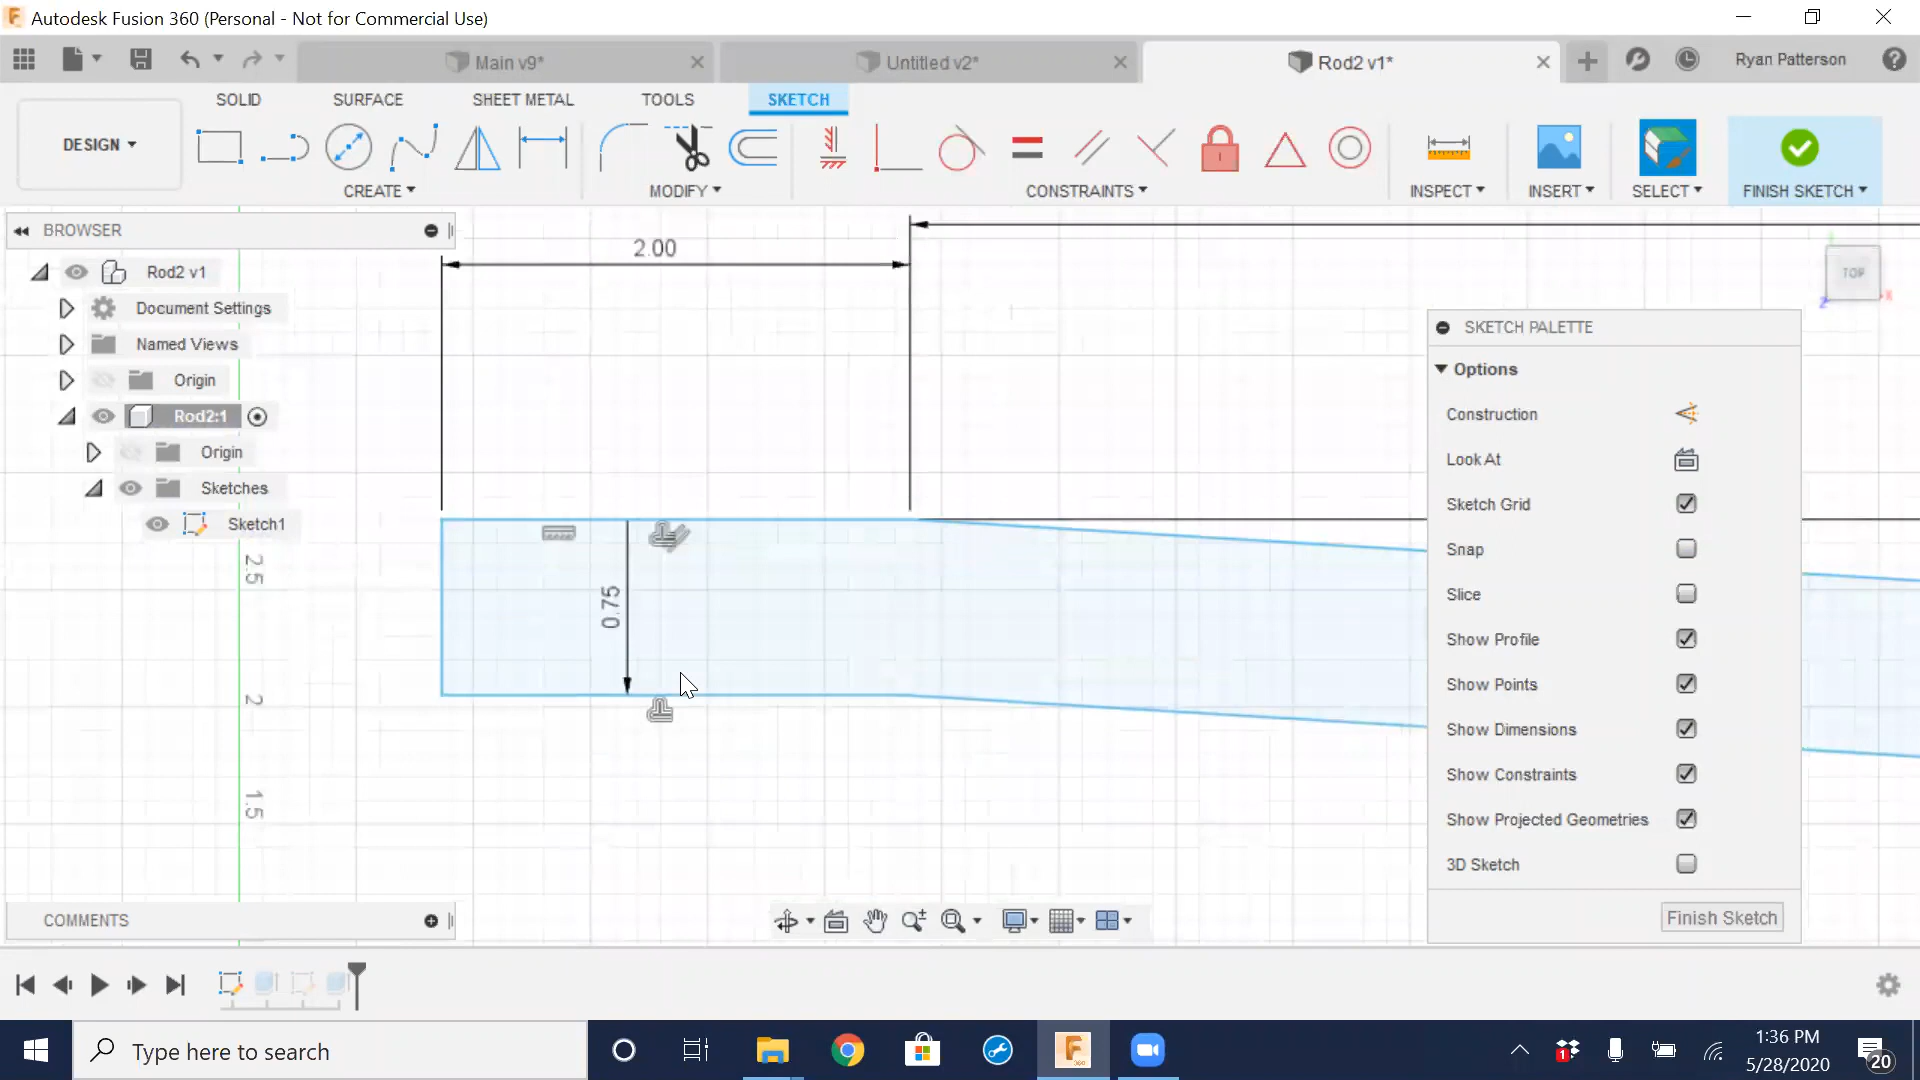 Autodesk Fusion 360 (Personal - Not for Commercial Use)
Main v9*
Untitled v2*
Rod2 v1*
Ryan Patterson
SOLID
SURFACE
SHEET METAL
TOOLS
SKETCH
DESIGN
CREATE
MODIFY
CONSTRAINTS
INSPECT
INSERT
SELECT
FINISH SKETCH
BROWSER
2.00
TOP
Z
X
Rod2 v1
Document Settings
Named Views
Origin
Rod2:1
Origin
Sketches
Sketch1
2.5
2
1.5
0.75
SKETCH PALETTE
Options
Construction
Look At
Sketch Grid
Snap
Slice
Show Profile
Show Points
Show Dimensions
Show Constraints
Show Projected Geometries
3D Sketch
Finish Sketch
COMMENTS
Type here to search
F
360
1
1:36 PM
5/28/2020
20